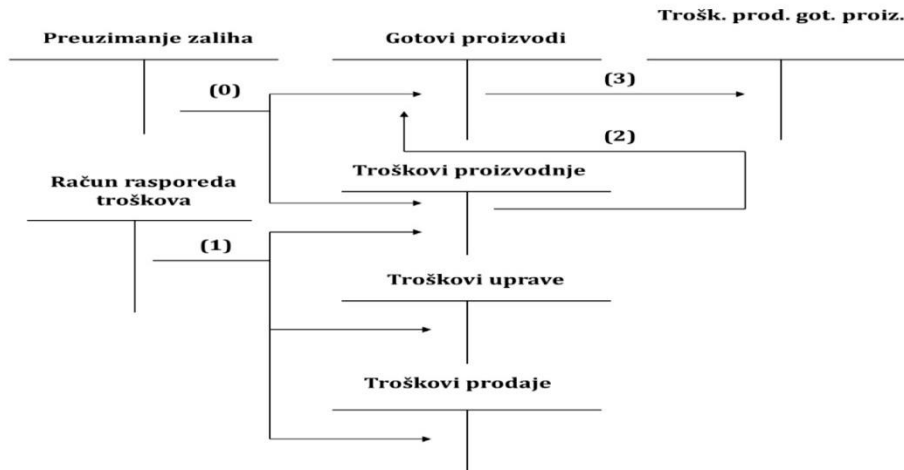 Trošk. prod. got. proiz.
Preuzimanje zaliha
Gotovi proizvodi
(0)
(3)
(2)
Troškovi proizvodnje
Račun rasporeda
troškova
(1)
Troškovi uprave
Troškovi prodaje